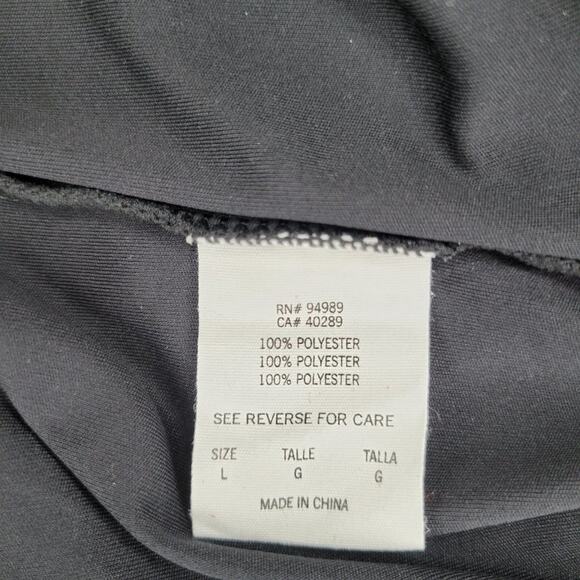 RN# 94989
CA# 40289
100% POLYESTER
100% POLYESTER
100% POLYESTER
SEE REVERSE FOR CARE
SIZE TALLE TALLA
L G G
MADE IN CHINA